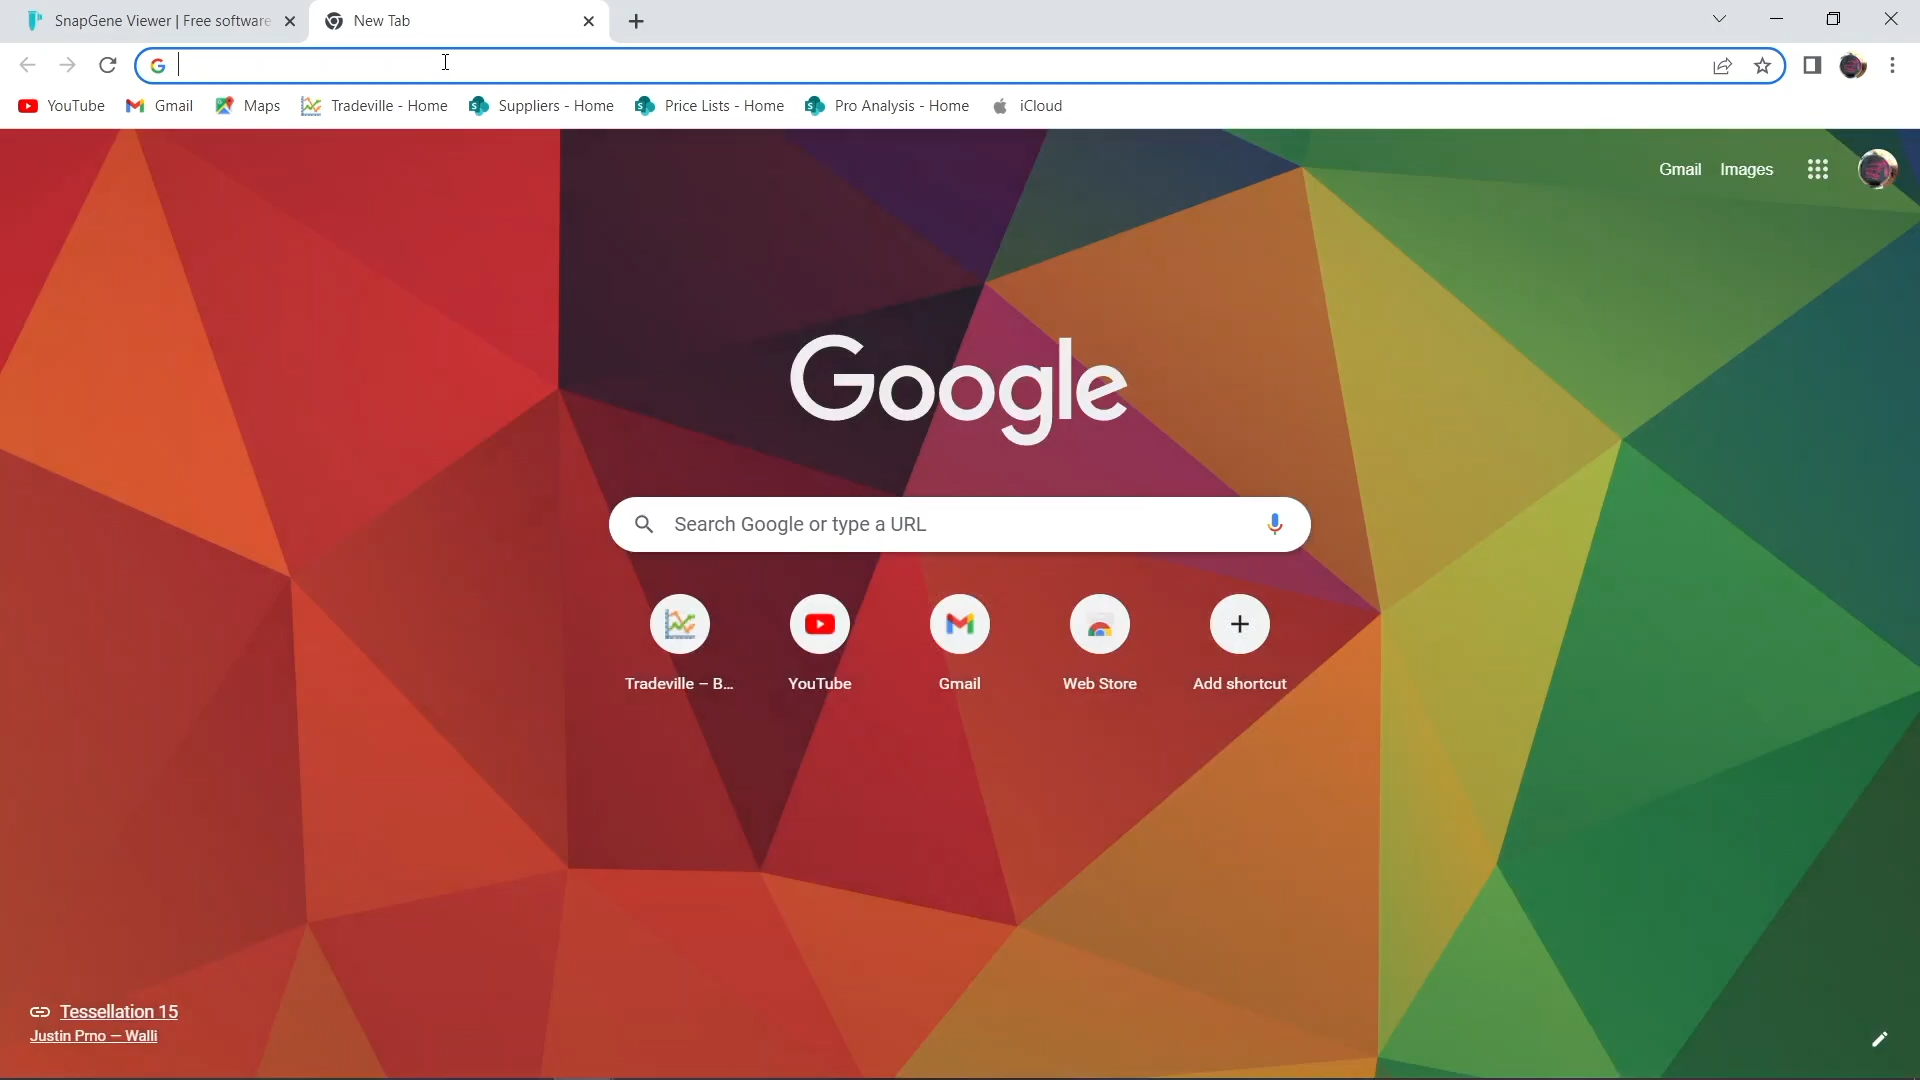 SnapGene Viewer | Free software
New Tab
YouTube
Gmail
Maps
Tradeville - Home
Suppliers - Home
Price Lists - Home
Pro Analysis - Home
iCloud
Gmail
Images
Google
Search Google or type a URL
Tradeville – B...
YouTube
Gmail
Web Store
Add shortcut
Tessellation 15
Justin Prno — Walli